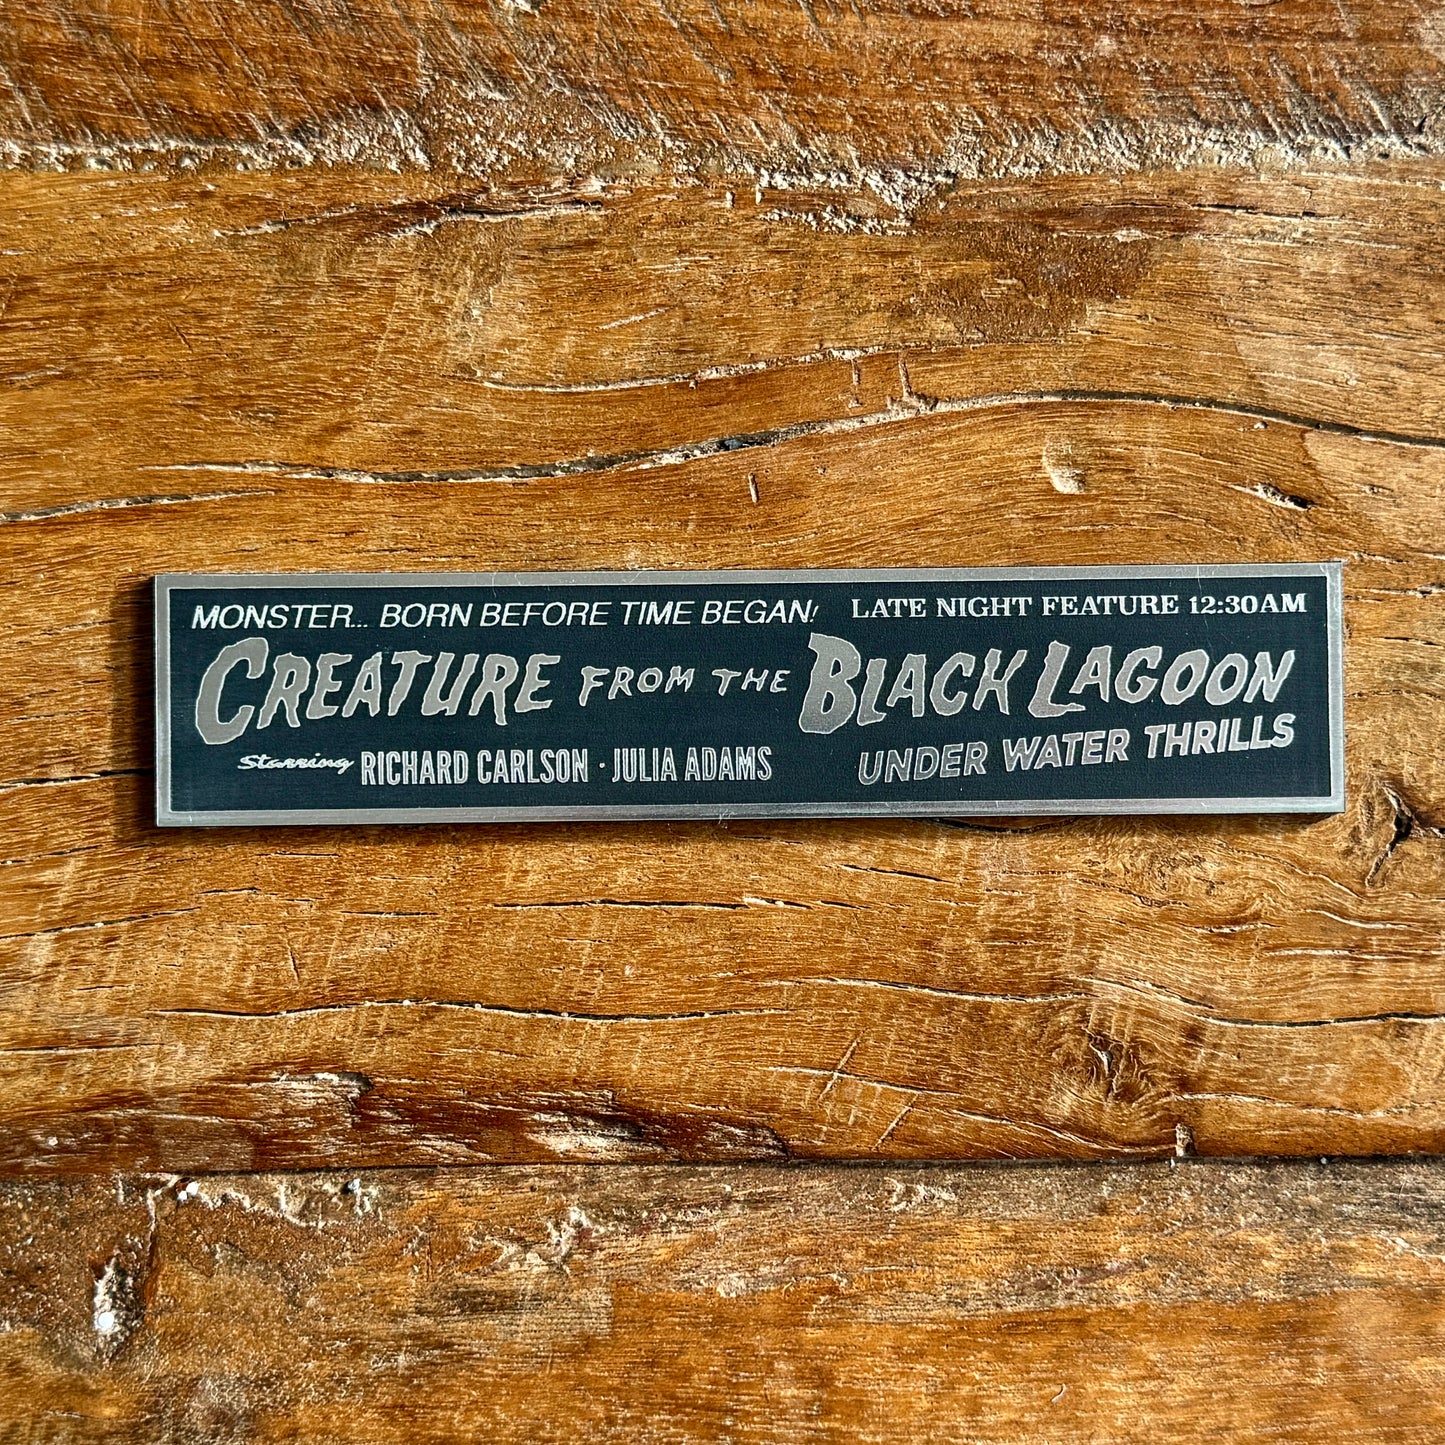 MONSTER... BORN BEFORE TIME BEGAN! LATE NIGHT FEATURE 12:30AM
CREATURE FROM THE BLACK LAGOON
Starring RICHARD CARLSON · JULIA ADAMS UNDER WATER THRILLS